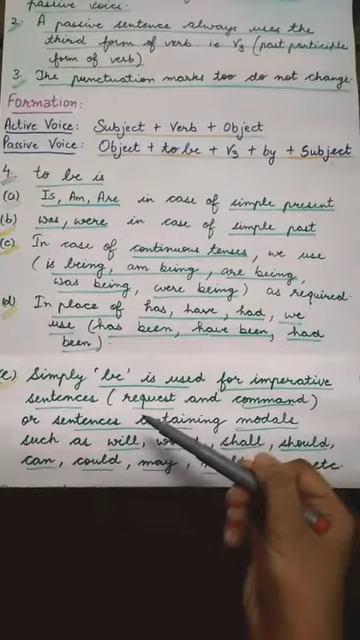 passive voice.
2. A passive sentence always uses the
third form of verb. i.e V3 (past participle
form of verb)
3. The punctuation marks too do not change
Formation:
Active Voice: Subject + Verb + Object
Passive Voice: Object + to be + V3 + by + Subject
4. to be is
(a) Is, Am, Are in case of simple present
(b) was, were in case of simple past
(c) In case of continuous tenses, we use
(is being, am being, are being,
was being, were being) as required.
(d) In place of has, have, had, we
use (has been, have been, had
been)
(e) Simply 'be' is used for imperative
sentences (request and command)
or sentences containing modals
such as will, shall, should,
can, could, may, etc.